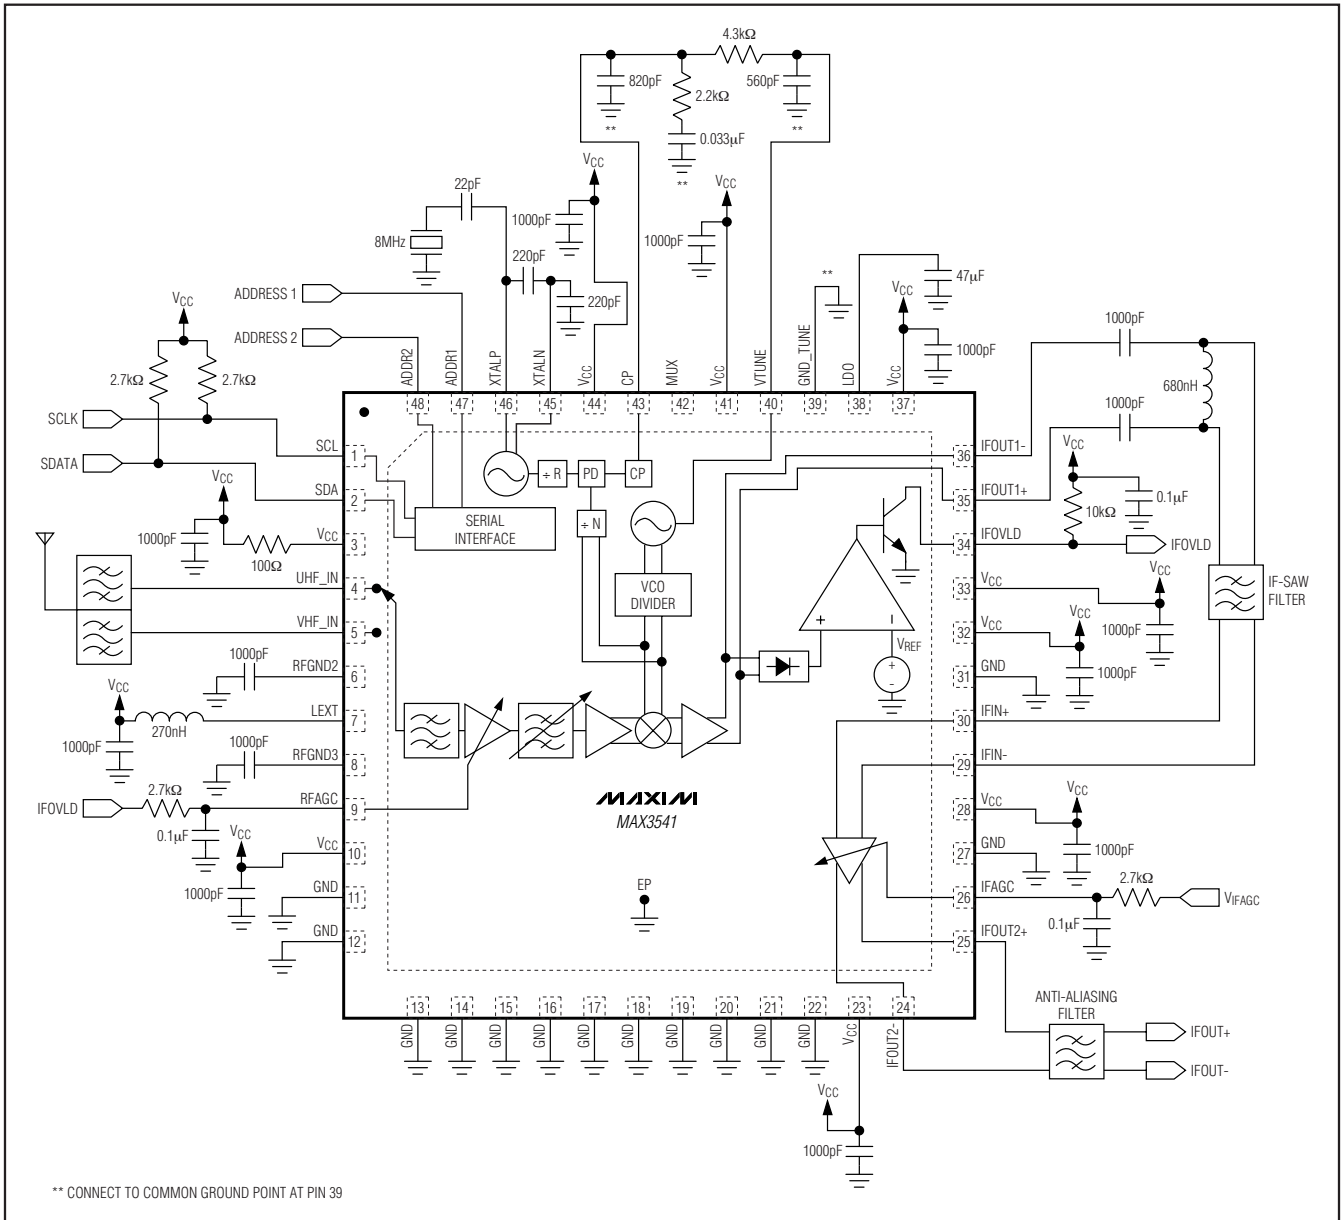 4.3kΩ
820pF
2.2kΩ
560pF
**
**
0.033μF
**
VCC
VCC
22pF
1000pF
1000pF
8MHz
220pF
220pF
**
47μF
VCC
1000pF
ADDRESS 1
ADDRESS 2
VCC
2.7kΩ
2.7kΩ
1000pF
680nH
1000pF
ADDR2
ADDR1
XTALP
XTALN
VCC
CP
MUX
VCC
VTUNE
GND_TUNE
LDO
VCC
48
47
46
45
44
43
42
41
40
39
38
37
SCLK
SDATA
SCL
1
SDA
2
VCC
1000pF
100Ω
VCC
3
UHF_IN
4
VHF_IN
5
1000pF
RFGND2
6
VCC
270nH
LEXT
7
1000pF
1000pF
RFGND3
8
IFOVLD
2.7kΩ
RFAGC
9
0.1μF
VCC
VCC
10
1000pF
GND
11
GND
12
÷ R
PD
CP
÷ N
SERIAL
INTERFACE
VCO
DIVIDER
+
–
VREF
+
-
MAXIM
MAX3541
EP
36
IFOUT1-
35
IFOUT1+
VCC
0.1μF
10kΩ
34
IFOVLD
IFOVLD
33
VCC
VCC
1000pF
32
VCC
VCC
1000pF
IF-SAW
FILTER
31
GND
30
IFIN+
29
IFIN-
28
VCC
VCC
1000pF
27
GND
26
IFAGC
2.7kΩ
VIFAGC
0.1μF
25
IFOUT2+
ANTI-ALIASING
FILTER
IFOUT+
IFOUT-
13
14
15
16
17
18
19
20
21
22
23
24
GND
GND
GND
GND
GND
GND
GND
GND
GND
GND
VCC
IFOUT2-
VCC
1000pF
** CONNECT TO COMMON GROUND POINT AT PIN 39